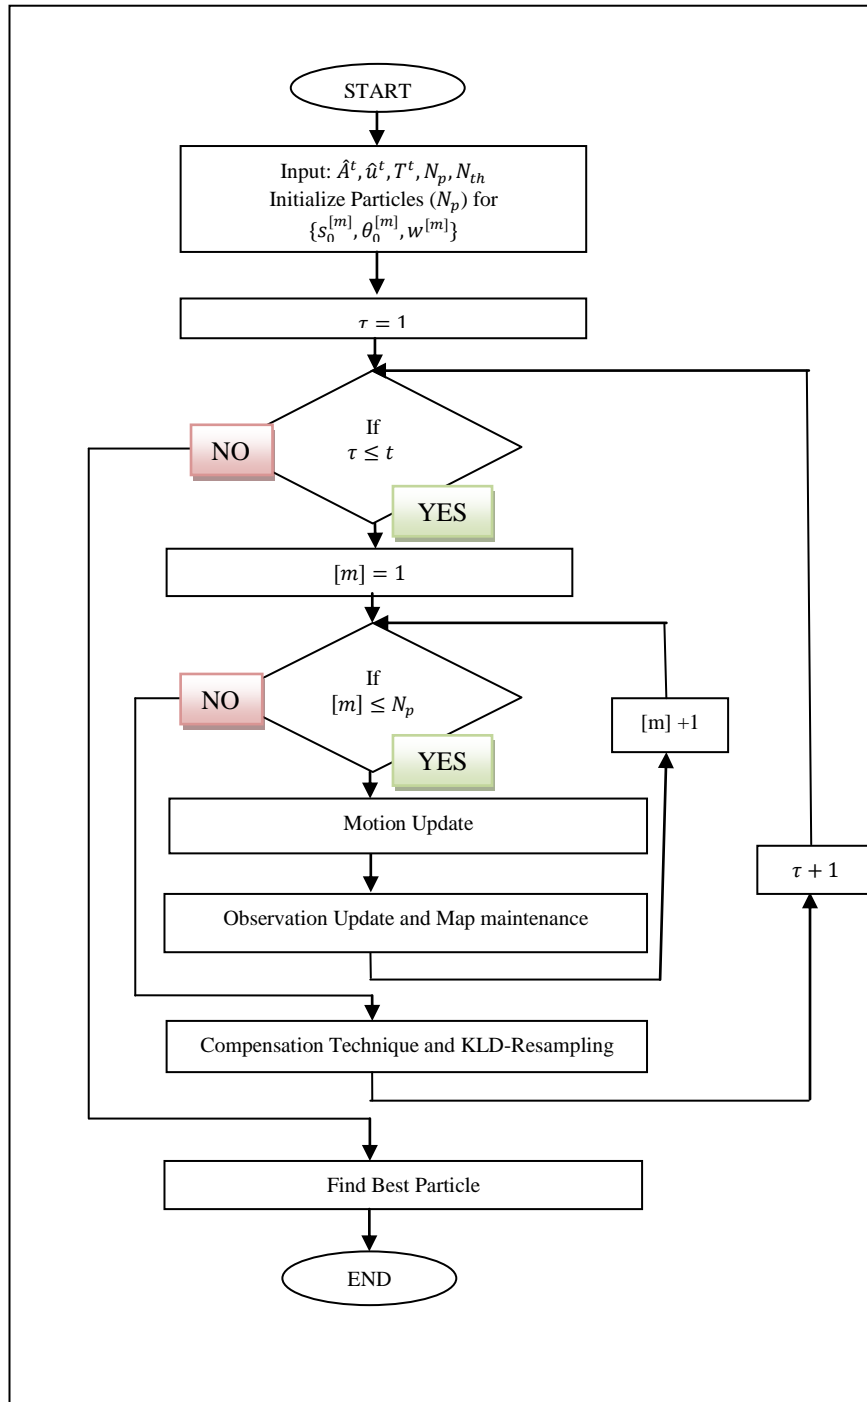 START
Input: Â^t, û^t, T^t, N_p, N_th
Initialize Particles (N_p) for
{s_0^[m], θ_0^[m], w^[m]}
τ = 1
If
τ ≤ t
NO
YES
[m] = 1
If
[m] ≤ N_p
NO
YES
[m] +1
Motion Update
τ + 1
Observation Update and Map maintenance
Compensation Technique and KLD-Resampling
Find Best Particle
END